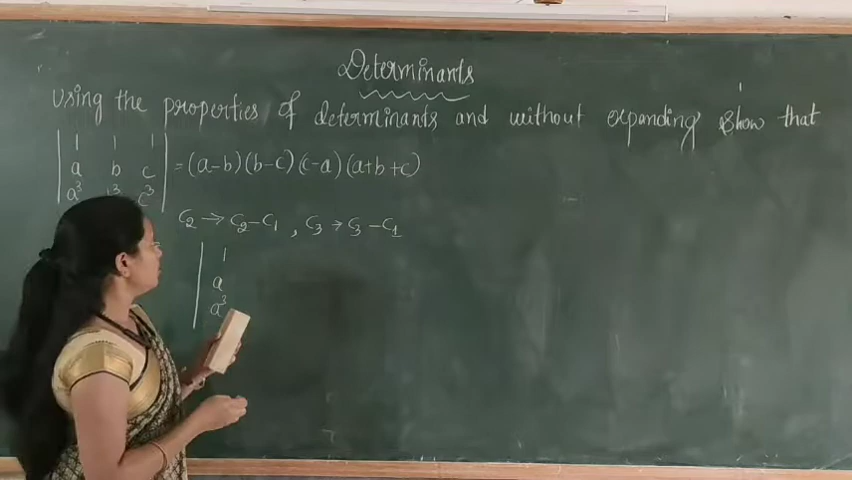 Determinants
Using the properties of determinants and without expanding show that
| 1 1 1 |
| a b c | = (a-b)(b-c)(c-a)(a+b+c)
| a³ b³ c³ |
C₂ → C₂-C₁ , C₃ → C₃-C₁
| 1
| a
| a³